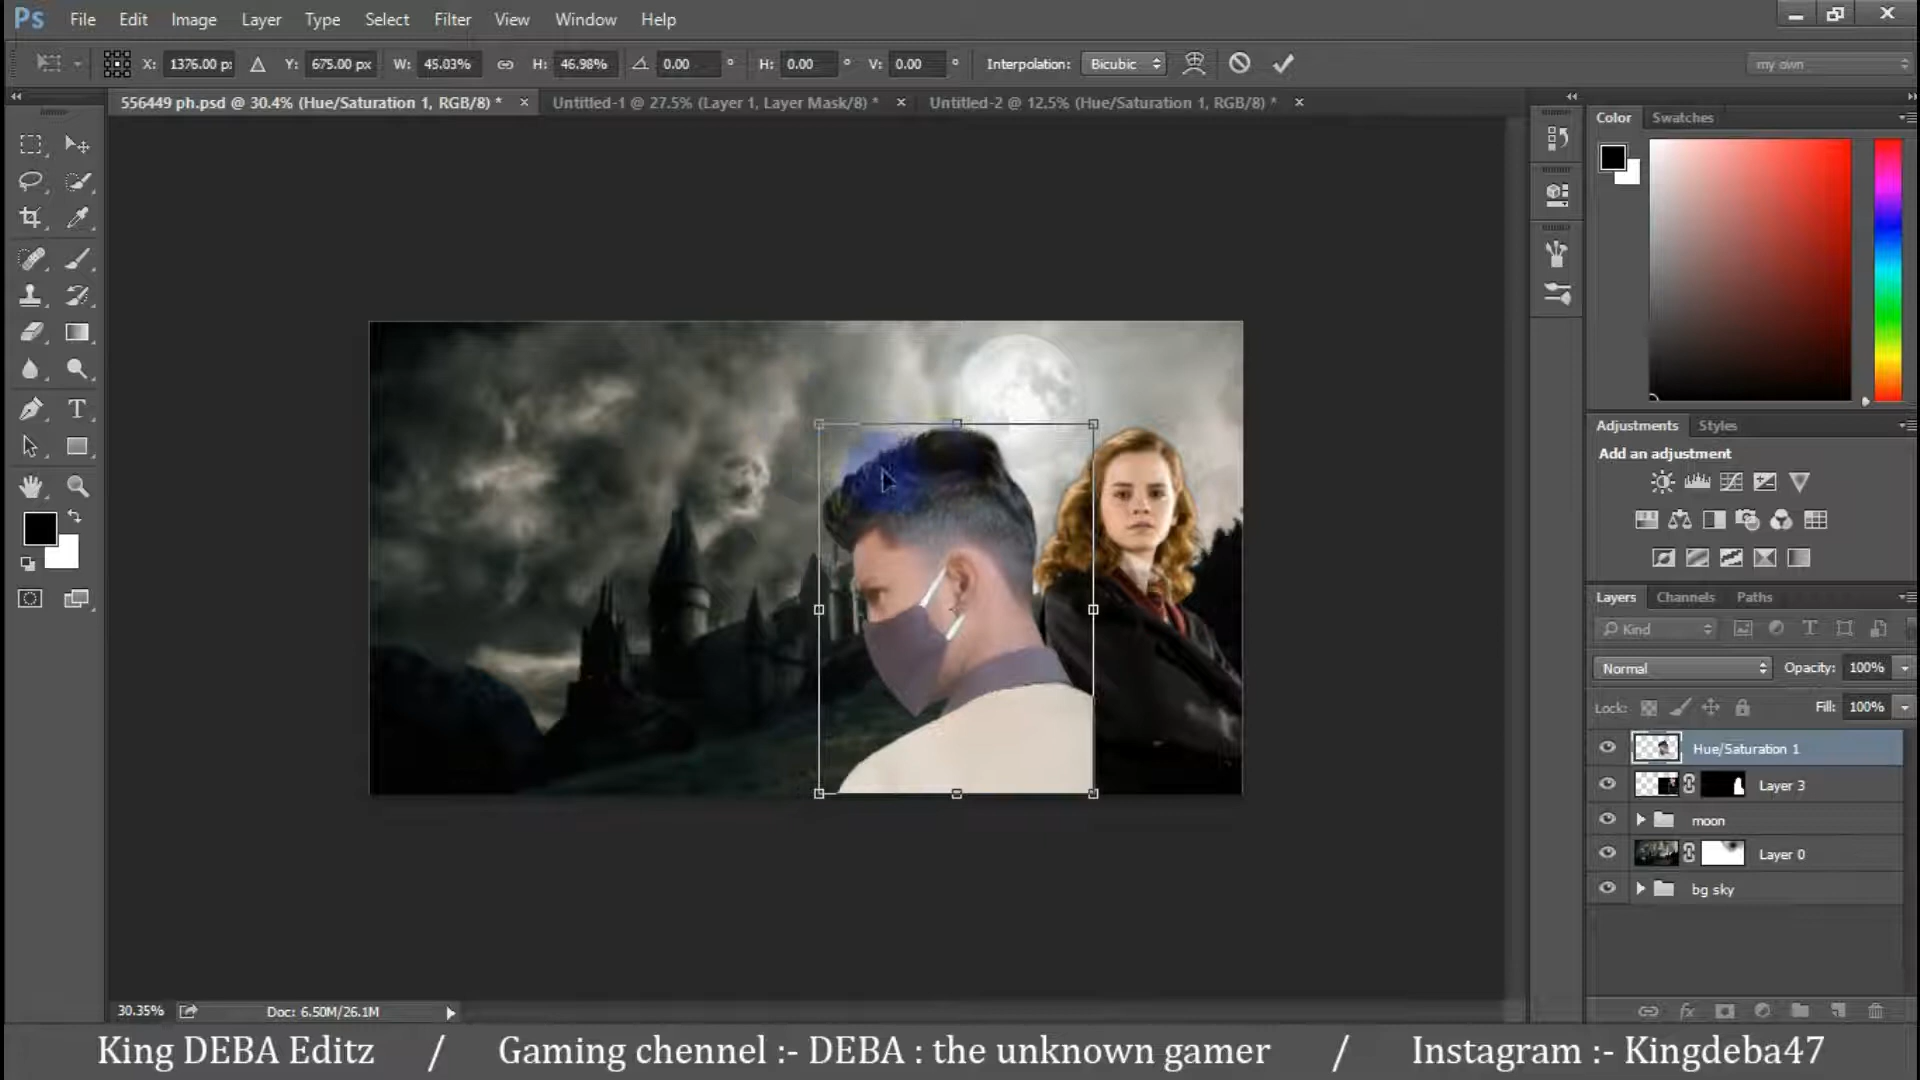 Ps File Edit Image Layer Type Select Filter View Window Help
X: 1376.00 p: Y: 675.00 px W: 45.03% H: 46.98% 0.00 ° H: 0.00 ° V: 0.00 ° Interpolation: Bicubic my own
556449 ph.psd @ 30.4% (Hue/Saturation 1, RGB/8) * × Untitled-1 @ 27.5% (Layer 1, Layer Mask/8) * × Untitled-2 @ 12.5% (Hue/Saturation 1, RGB/8) * ×
Color Swatches
Adjustments Styles
Add an adjustment
Layers Channels Paths
Kind
Normal Opacity: 100%
Lock: Fill: 100%
Hue/Saturation 1
Layer 3
moon
Layer 0
bg sky
30.35% Doc: 6.50M/26.1M
King DEBA Editz / Gaming chennel :- DEBA : the unknown gamer / Instagram :- Kingdeba47